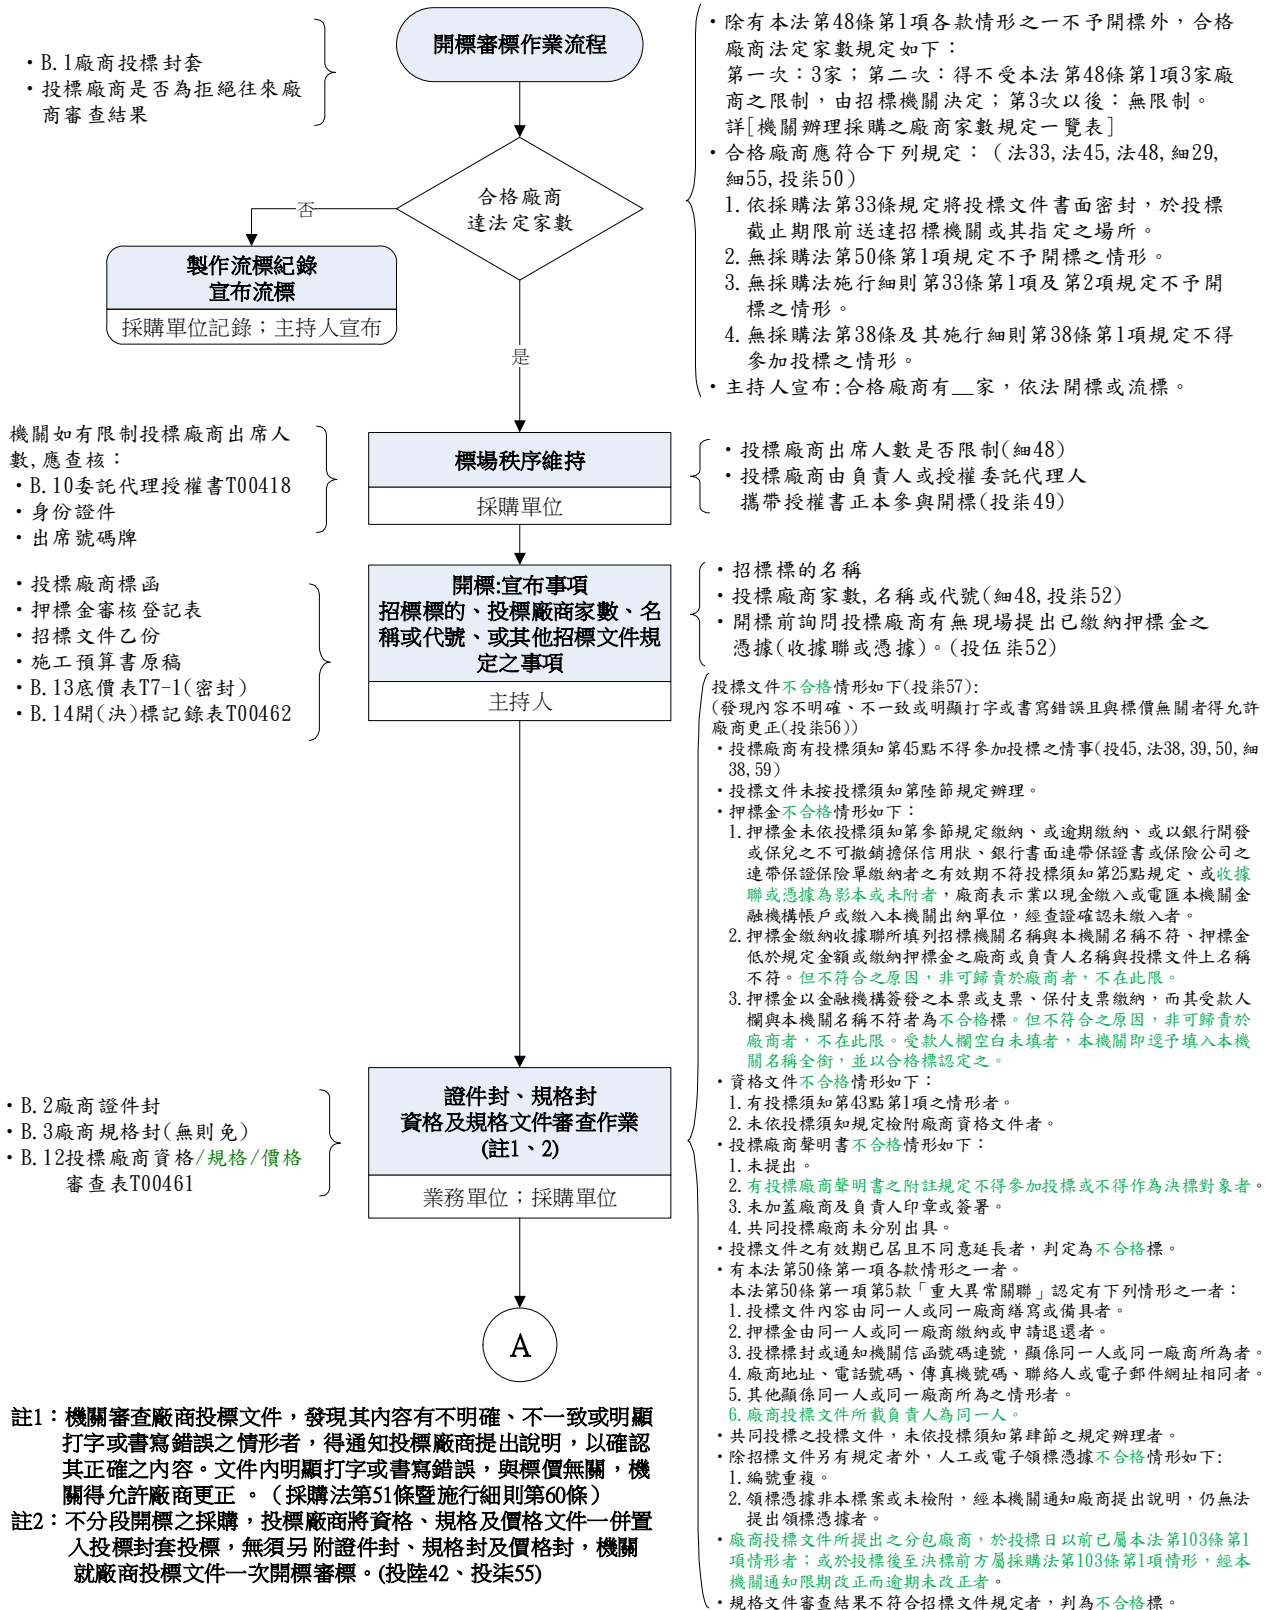 開標審標作業流程
・B.1廠商投標封套
・投標廠商是否為拒絕往來廠
商審查結果
・除有本法第48條第1項各款情形之一不予開標外，合格
廠商法定家數規定如下：
第一次：3家；第二次：得不受本法第48條第1項3家廠
商之限制，由招標機關決定；第3次以後：無限制。
詳[機關辦理採購之廠商家數規定一覽表]
・合格廠商應符合下列規定：（法33,法45,法48,細29,
細55,投柒50）
1.依採購法第33條規定將投標文件書面密封，於投標
截止期限前送達招標機關或其指定之場所。
2.無採購法第50條第1項規定不予開標之情形。
3.無採購法施行細則第33條第1項及第2項規定不予開
標之情形。
4.無採購法第38條及其施行細則第38條第1項規定不得
參加投標之情形。
・主持人宣布:合格廠商有__家，依法開標或流標。
合格廠商
達法定家數
否
製作流標紀錄
宣布流標
採購單位記錄；主持人宣布
是
機關如有限制投標廠商出席人
數,應查核：
・B.10委託代理授權書T00418
・身份證件
・出席號碼牌
標場秩序維持
採購單位
・投標廠商出席人數是否限制(細48)
・投標廠商由負責人或授權委託代理人
攜帶授權書正本參與開標(投柒49)
・投標廠商標函
・押標金審核登記表
・招標文件乙份
・施工預算書原稿
・B.13底價表T7-1(密封)
・B.14開(決)標記錄表T00462
開標:宣布事項
招標標的、投標廠商家數、名
稱或代號、或其他招標文件規
定之事項
主持人
・招標標的名稱
・投標廠商家數,名稱或代號(細48,投柒52)
・開標前詢問投標廠商有無現場提出已繳納押標金之
憑據(收據聯或憑據)。(投伍柒52)
投標文件不合格情形如下(投柒57):
(發現內容不明確、不一致或明顯打字或書寫錯誤且與標價無關者得允許
廠商更正(投柒56))
・投標廠商有投標須知第45點不得參加投標之情事(投45,法38,39,50,細
38,59)
・投標文件未按投標須知第陸節規定辦理。
・押標金不合格情形如下：
1.押標金未依投標須知第參節規定繳納、或逾期繳納、或以銀行開發
或保兌之不可撤銷擔保信用狀、銀行書面連帶保證書或保險公司之
連帶保證保險單繳納者之有效期不符投標須知第25點規定、或收據
聯或憑據為影本或未附者，廠商表示業以現金繳入或電匯本機關金
融機構帳戶或繳入本機關出納單位，經查證確認未繳入者。
2.押標金繳納收據聯所填列招標機關名稱與本機關名稱不符、押標金
低於規定金額或繳納押標金之廠商或負責人名稱與投標文件上名稱
不符。但不符合之原因，非可歸責於廠商者，不在此限。
3.押標金以金融機構簽發之本票或支票、保付支票繳納，而其受款人
欄與本機關名稱不符者為不合格標。但不符合之原因，非可歸責於
廠商者，不在此限。受款人欄空白未填者，本機關即逕予填入本機
關名稱全銜，並以合格標認定之。
・資格文件不合格情形如下：
1.有投標須知第43點第1項之情形者。
2.未依投標須知規定檢附廠商資格文件者。
・投標廠商聲明書不合格情形如下：
1.未提出。
2.有投標廠商聲明書之附註規定不得參加投標或不得作為決標對象者。
3.未加蓋廠商及負責人印章或簽署。
4.共同投標廠商未分別出具。
・投標文件之有效期已屆且不同意延長者，判定為不合格標。
・有本法第50條第一項各款情形之一者。
本法第50條第一項第5款「重大異常關聯」認定有下列情形之一者：
1.投標文件內容由同一人或同一廠商繕寫或備具者。
2.押標金由同一人或同一廠商繳納或申請退還者。
3.投標標封或通知機關信函號碼連號，顯係同一人或同一廠商所為者。
4.廠商地址、電話號碼、傳真機號碼、聯絡人或電子郵件網址相同者。
5.其他顯係同一人或同一廠商所為之情形者。
6.廠商投標文件所載負責人為同一人。
・共同投標之投標文件，未依投標須知第肆節之規定辦理者。
・除招標文件另有規定者外，人工或電子領標憑據不合格情形如下:
1.編號重複。
2.領標憑據非本標案或未檢附，經本機關通知廠商提出說明，仍無法
提出領標憑據者。
・廠商投標文件所提出之分包廠商，於投標日以前已屬本法第103條第1
項情形者；或於投標後至決標前方屬採購法第103條第1項情形，經本
機關通知限期改正而逾期未改正者。
・規格文件審查結果不符合招標文件規定者，判為不合格標。
・B.2廠商證件封
・B.3廠商規格封(無則免)
・B.12投標廠商資格/規格/價格
審查表T00461
證件封、規格封
資格及規格文件審查作業
(註1、2)
業務單位；採購單位
A
註1：機關審查廠商投標文件，發現其內容有不明確、不一致或明顯
打字或書寫錯誤之情形者，得通知投標廠商提出說明，以確認
其正確之內容。文件內明顯打字或書寫錯誤，與標價無關，機
關得允許廠商更正 。（採購法第51條暨施行細則第60條）
註2：不分段開標之採購，投標廠商將資格、規格及價格文件一併置
入投標封套投標，無須另附證件封、規格封及價格封，機關
就廠商投標文件一次開標審標。(投陸42、投柒55)